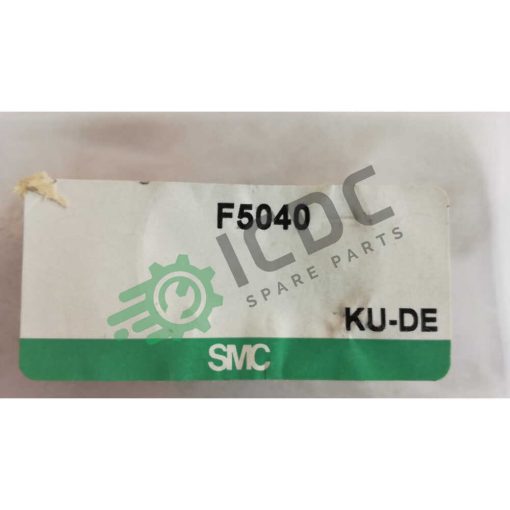 F5040
ICDC
SPARE PARTS
KU-DE
SMC